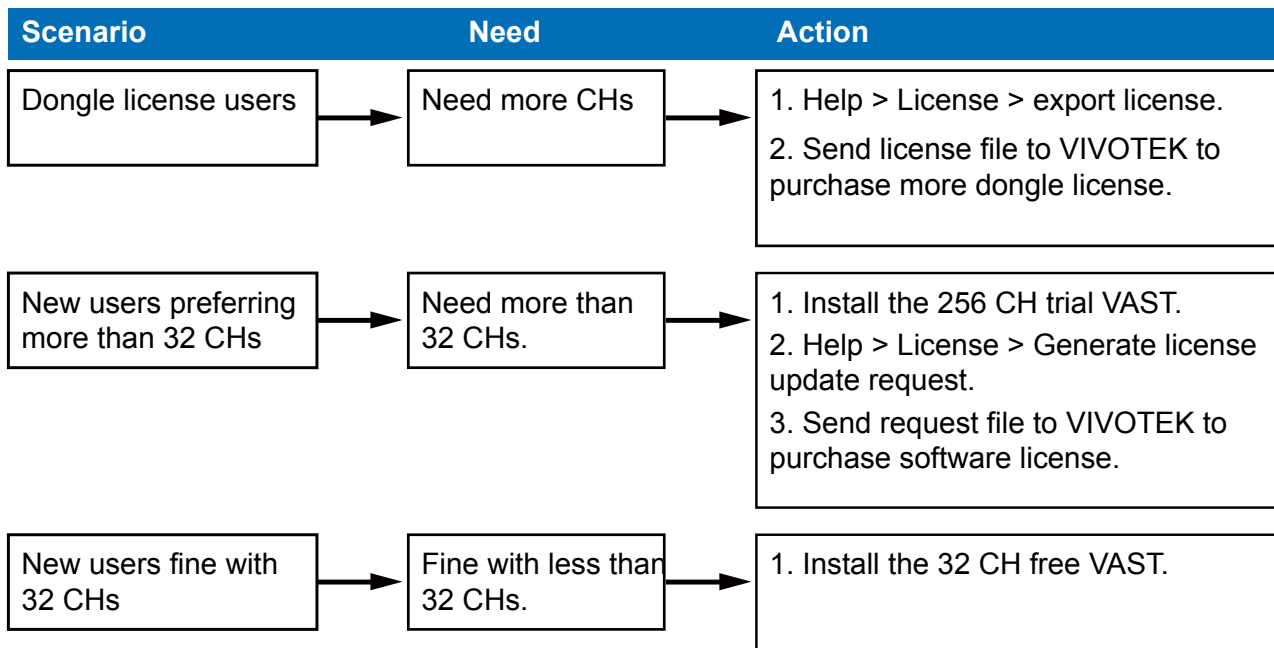 Scenario Need Action
Dongle license users
Need more CHs
1. Help > License > export license.
2. Send license file to VIVOTEK to
purchase more dongle license.
New users preferring
more than 32 CHs
Need more than
32 CHs.
1. Install the 256 CH trial VAST.
2. Help > License > Generate license
update request.
3. Send request file to VIVOTEK to
purchase software license.
New users fine with
32 CHs
Fine with less than
32 CHs.
1. Install the 32 CH free VAST.